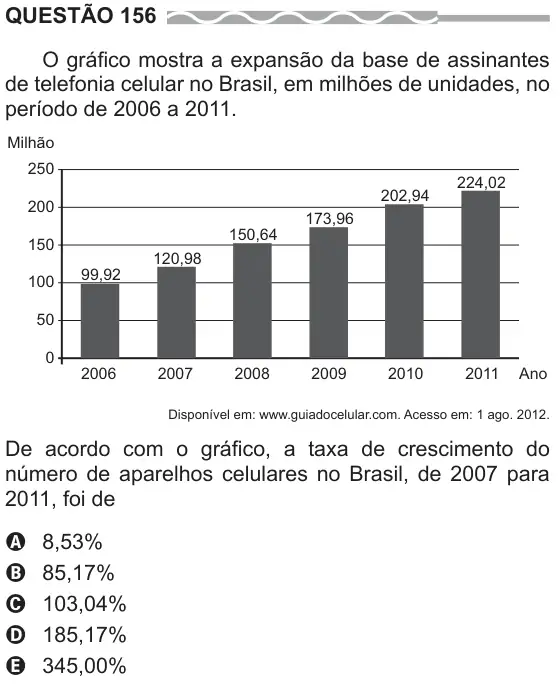 QUESTÃO 156
O gráfico mostra a expansão da base de assinantes
de telefonia celular no Brasil, em milhões de unidades, no
período de 2006 a 2011.
Milhão
250
200
150
100
50
0
99,92
120,98
150,64
173,96
202,94
224,02
2006 2007 2008 2009 2010 2011 Ano
Disponível em: www.guiadocelular.com. Acesso em: 1 ago. 2012.
De acordo com o gráfico, a taxa de crescimento do
número de aparelhos celulares no Brasil, de 2007 para
2011, foi de
A 8,53%
B 85,17%
C 103,04%
D 185,17%
E 345,00%